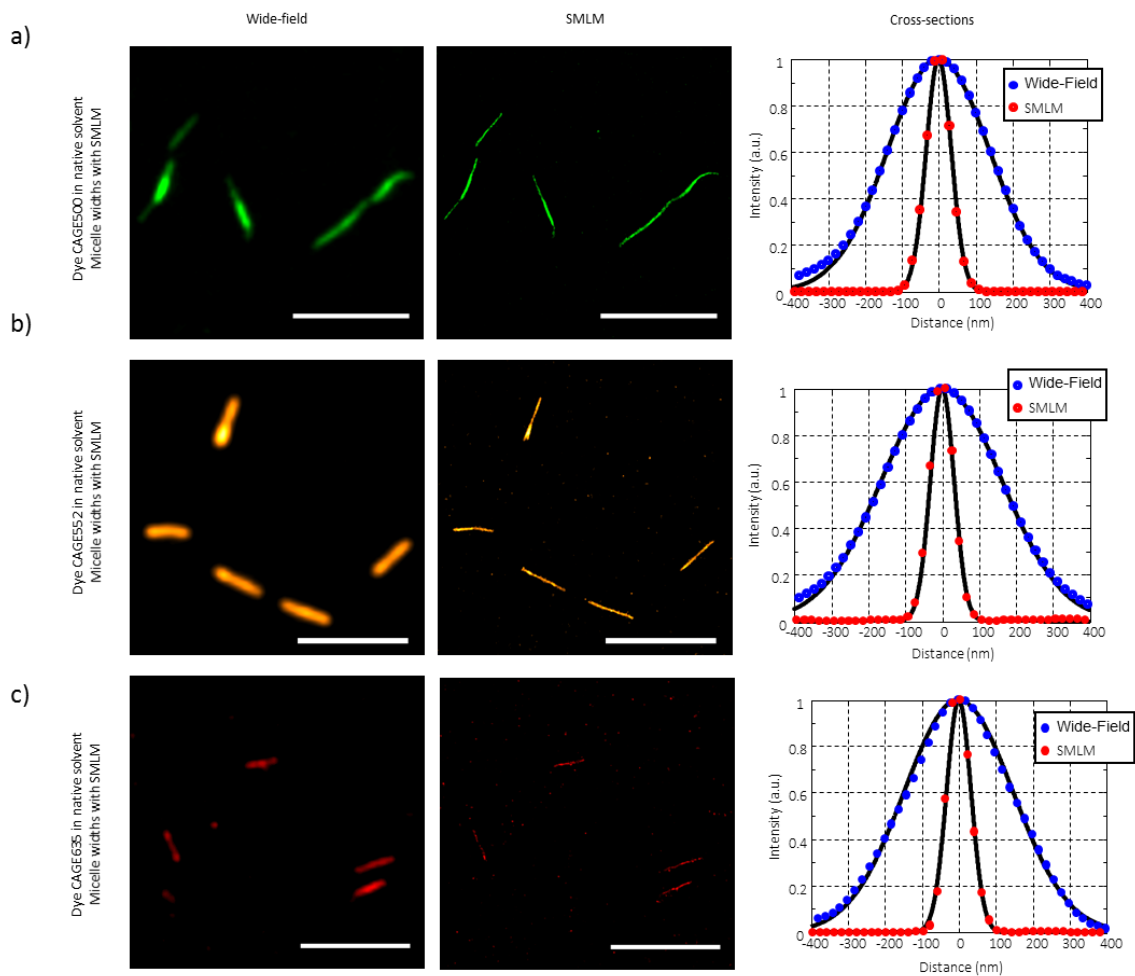 Wide-field
SMLM
Cross-sections
a)
Dye CAGE500 in native solvent
Micelle widths with SMLM
Intensity (a.u.)
1
0.8
0.6
0.4
0.2
0
-400 -300 -200 -100 0 100 200 300 400
Distance (nm)
Wide-Field
SMLM
b)
Dye CAGE552 in native solvent
Micelle widths with SMLM
Intensity (a.u.)
1
0.8
0.6
0.4
0.2
0
-400 -300 -200 -100 0 100 200 300 400
Distance (nm)
Wide-Field
SMLM
c)
Dye CAGE635 in native solvent
Micelle widths with SMLM
Intensity (a.u.)
1
0.8
0.6
0.4
0.2
0
-400 -300 -200 -100 0 100 200 300 400
Distance (nm)
Wide-Field
SMLM